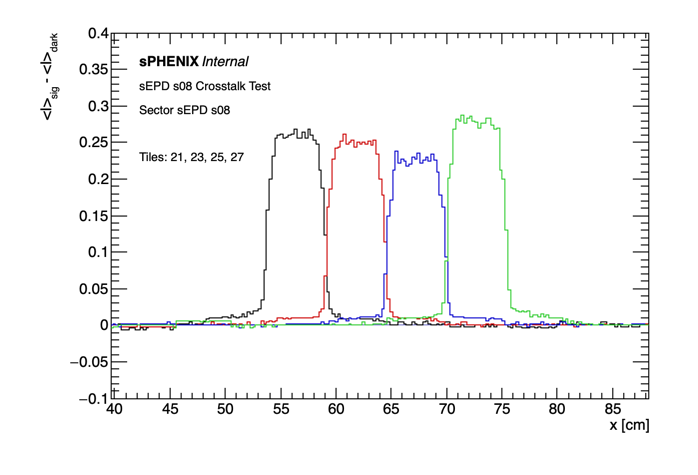 0.4
sPHENIX Internal
0.35
<I>sig - <I>dark
sEPD s08 Crosstalk Test
0.3
Sector sEPD s08
0.25
Tiles: 21, 23, 25, 27
0.2
0.15
0.1
0.05
0
−0.05
−0.1
40 45 50 55 60 65 70 75 80 85
x [cm]